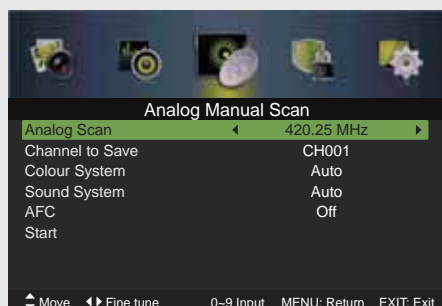 Analog Manual Scan
Analog Scan 420.25 MHz
Channel to Save CH001
Colour System Auto
Sound System Auto
AFC Off
Start
Move Fine tune 0~9 Input MENU: Return EXIT: Exit